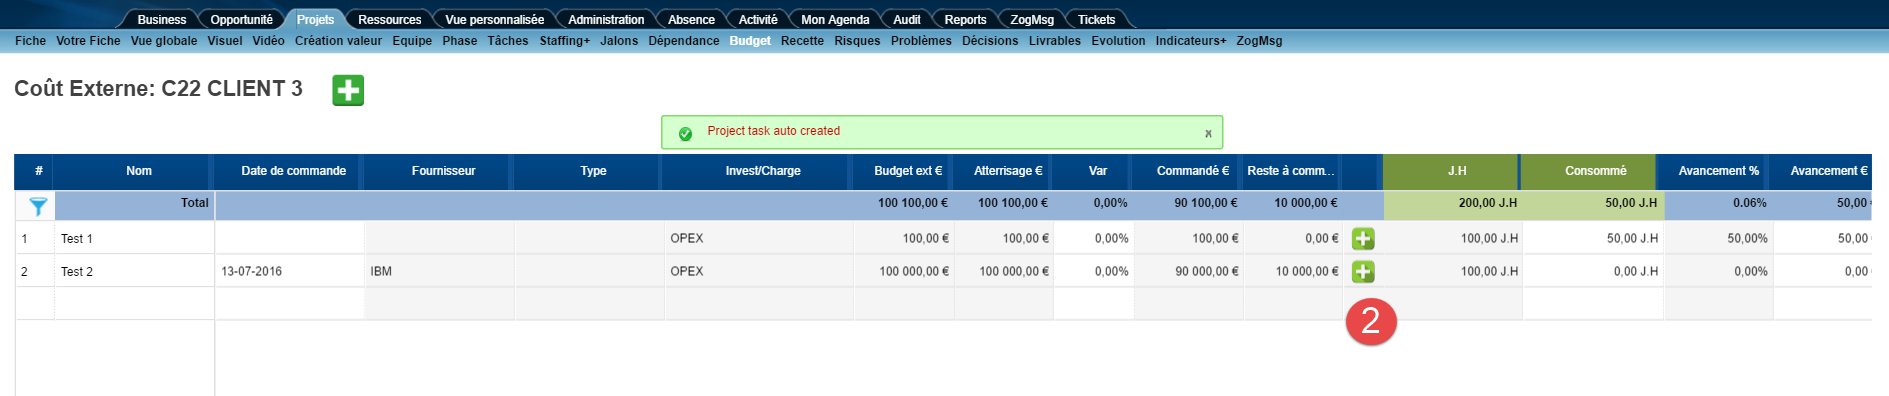 Business Opportunité Projets Ressources Vue personnalisée Administration Absence Activité Mon Agenda Audit Reports ZogMsg Tickets
Fiche Votre Fiche Vue globale Visuel Vidéo Création valeur Equipe Phase Tâches Staffing+ Jalons Dépendance Budget Recette Risques Problèmes Décisions Livrables Evolution Indicateurs+ ZogMsg
Coût Externe: C22 CLIENT 3
Project task auto created x
# Nom Date de commande Fournisseur Type Invest/Charge Budget ext € Atterrisage € Var Commandé € Reste à comm... J.H Consommé Avancement % Avancement €
Total 100 100,00 € 100 100,00 € 0,00% 90 100,00 € 10 000,00 € 200,00 J.H 50,00 J.H 0.06% 50,00
1 Test 1 OPEX 100,00 € 100,00 € 0,00% 100,00 € 0,00 € 100,00 J.H 50,00 J.H 50,00% 50,00
2 Test 2 13-07-2016 IBM OPEX 100 000,00 € 100 000,00 € 0,00% 90 000,00 € 10 000,00 € 100,00 J.H 0,00 J.H 0,00% 0,00
2